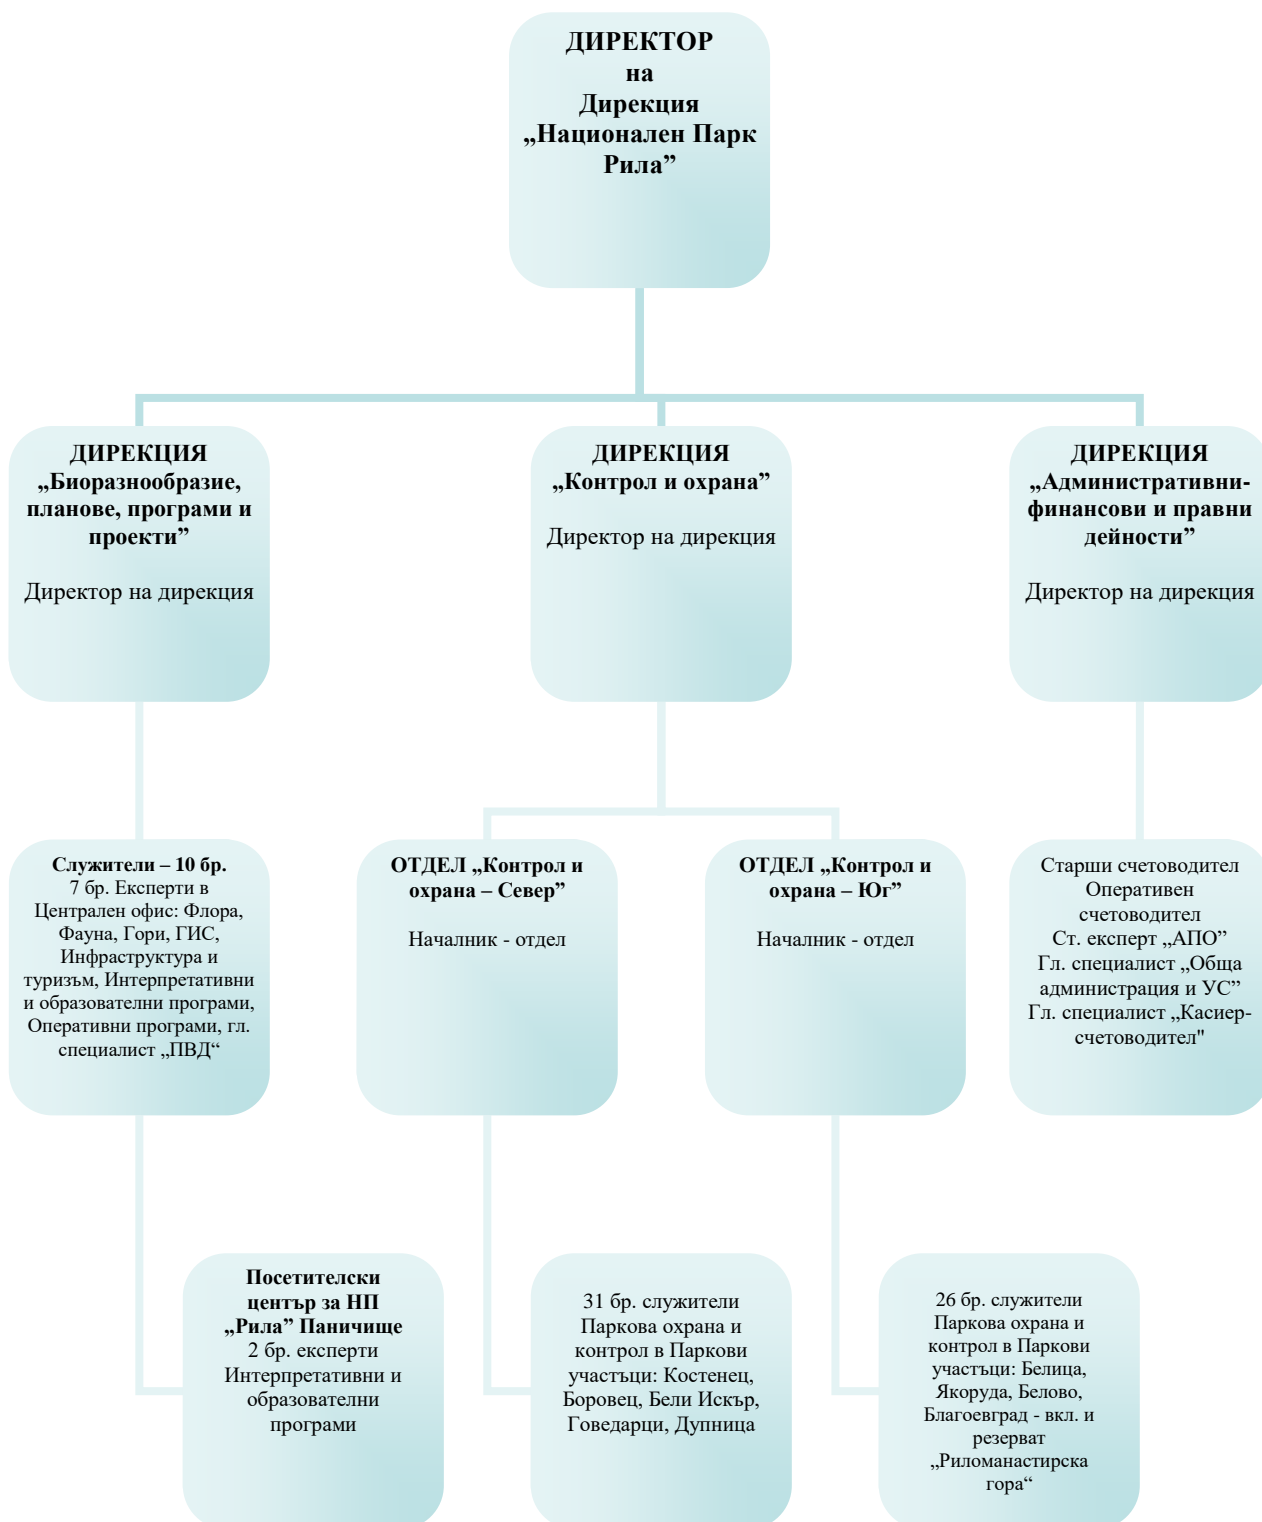 ДИРЕКТОР
на
Дирекция
„Национален Парк
Рила”
ДИРЕКЦИЯ
„Биоразнообразие,
планове, програми и
проекти”
Директор на дирекция
ДИРЕКЦИЯ
„Контрол и охрана”
Директор на дирекция
ДИРЕКЦИЯ
„Административни-
финансови и правни
дейности”
Директор на дирекция
Служители – 10 бр.
7 бр. Експерти в
Централен офис: Флора,
Фауна, Гори, ГИС,
Инфраструктура и
туризъм, Интерпретативни
и образователни програми,
Оперативни програми, гл.
специалист „ПВД“
ОТДЕЛ „Контрол и
охрана – Север”
Началник - отдел
ОТДЕЛ „Контрол и
охрана – Юг”
Началник - отдел
Старши счетоводител
Оперативен
счетоводител
Ст. експерт „АПО”
Гл. специалист „Обща
администрация и УС”
Гл. специалист „Касиер-
счетоводител"
Посетителски
център за НП
„Рила” Паничище
2 бр. експерти
Интерпретативни и
образователни
програми
31 бр. служители
Паркова охрана и
контрол в Паркови
участъци: Костенец,
Боровец, Бели Искър,
Говедарци, Дупница
26 бр. служители
Паркова охрана и
контрол в Паркови
участъци: Белица,
Якоруда, Белово,
Благоевград - вкл. и
резерват
„Риломанастирска
гора“